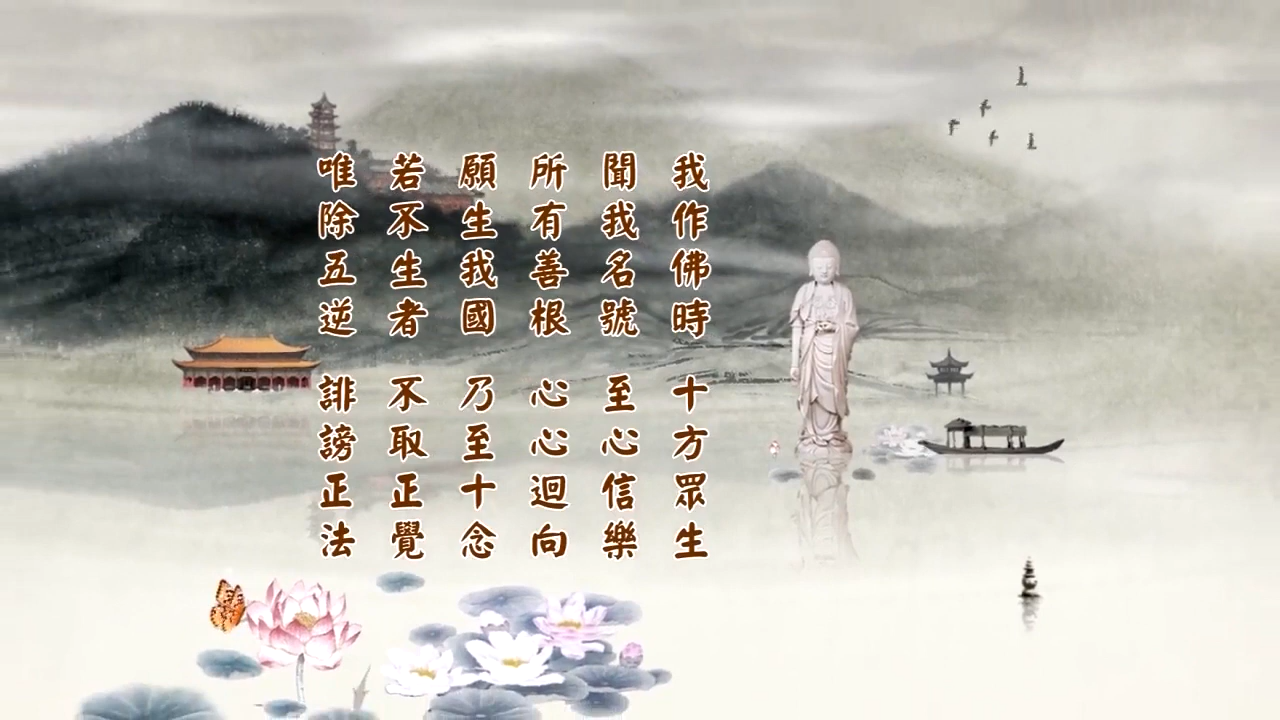 我作佛時 十方眾生
聞我名號 至心信樂
所有善根 心心迴向
願生我國 乃至十念
若不生者 不取正覺
唯除五逆 誹謗正法